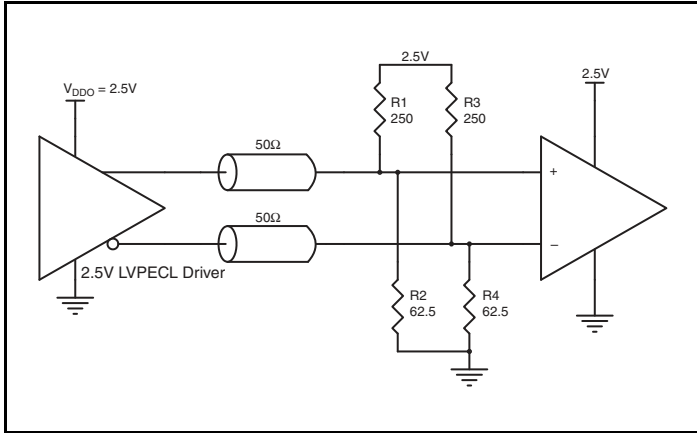 2.5V
V_DDO = 2.5V
2.5V
R1
250
R3
250
50Ω
+
50Ω
–
2.5V LVPECL Driver
R2
62.5
R4
62.5